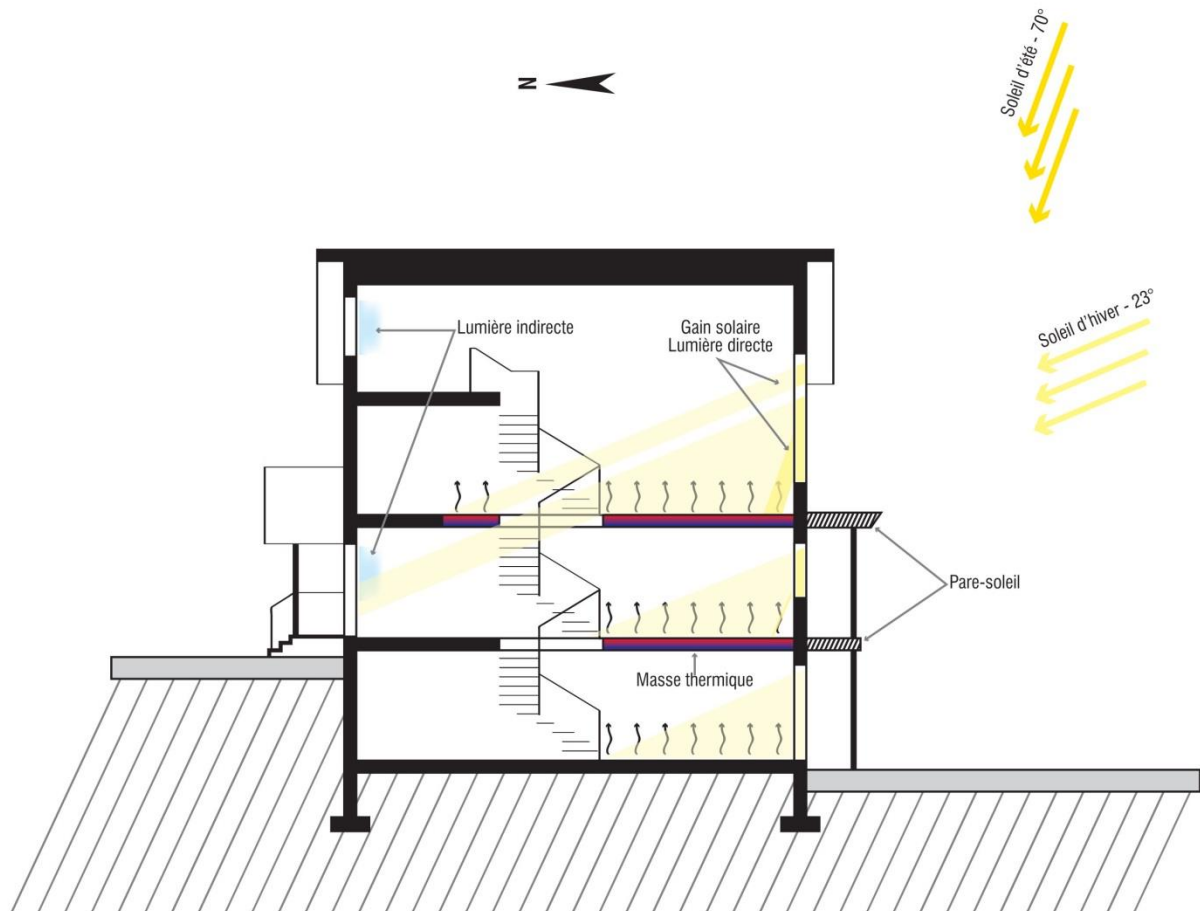 Soleil d'été - 70°
N
Soleil d'hiver - 23°
Lumière indirecte
Gain solaire
Lumière directe
Pare-soleil
Masse thermique